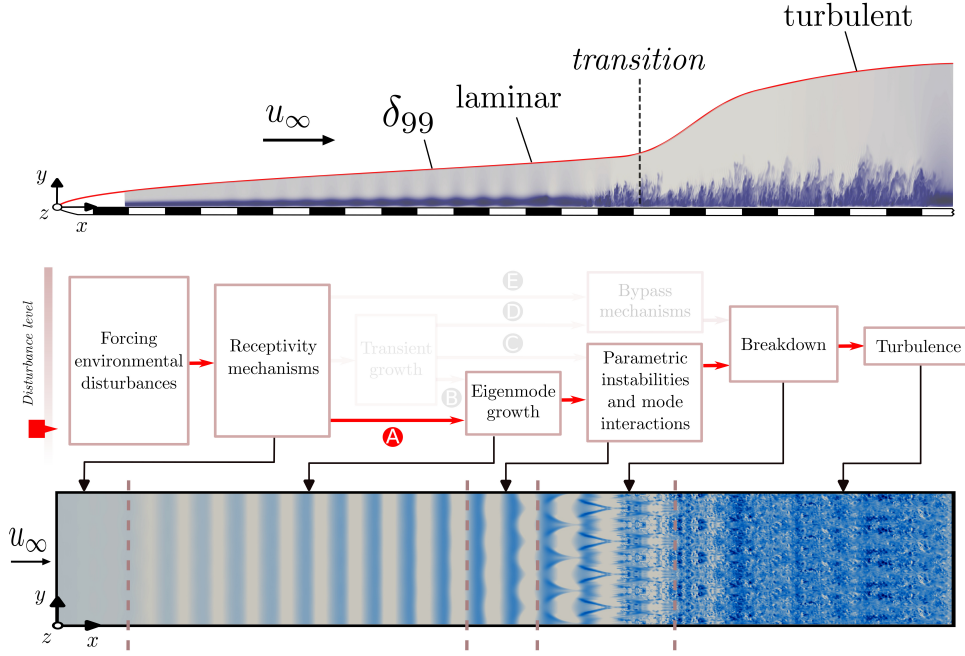 turbulent
transition
laminar
δ99
u∞
y
z
x
Disturbance level
Forcing
environmental
disturbances
Receptivity
mechanisms
Transient
growth
E
D
C
B
A
Bypass
mechanisms
Eigenmode
growth
Parametric
instabilities
and mode
interactions
Breakdown
Turbulence
u∞
y
z
x